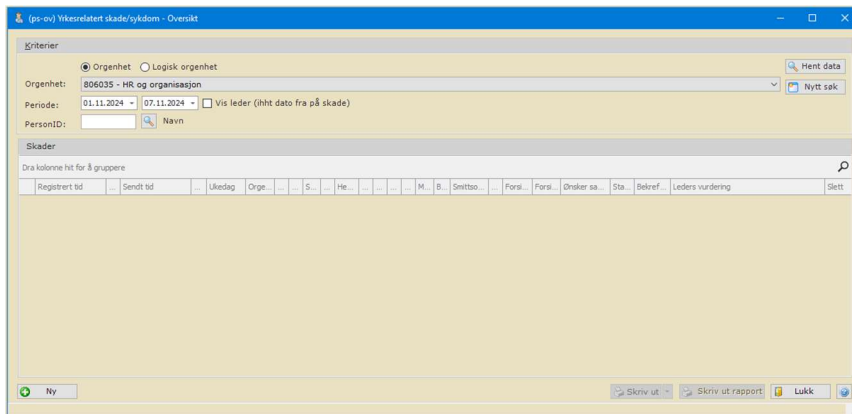 (ps-ov) Yrkesrelatert skade/sykdom - Oversikt
Kriterier
Orgenhet Logisk orgenhet Hent data
Orgenhet: 806035 - HR og organisasjon Nytt søk
Periode: 01.11.2024 07.11.2024 Vis leder (ihht dato fra på skade)
PersonID: Navn
Skader
Dra kolonne hit for å gruppere
Registrert tid ... Sendt tid ... Ukedag Orge... ... ... S... ... He... ... ... ... ... M... B... Smittso... ... Forsi... Forsi... Ønsker sa... Sta... Bekref... Leders vurdering Slett
Ny Skriv ut Skriv ut rapport Lukk